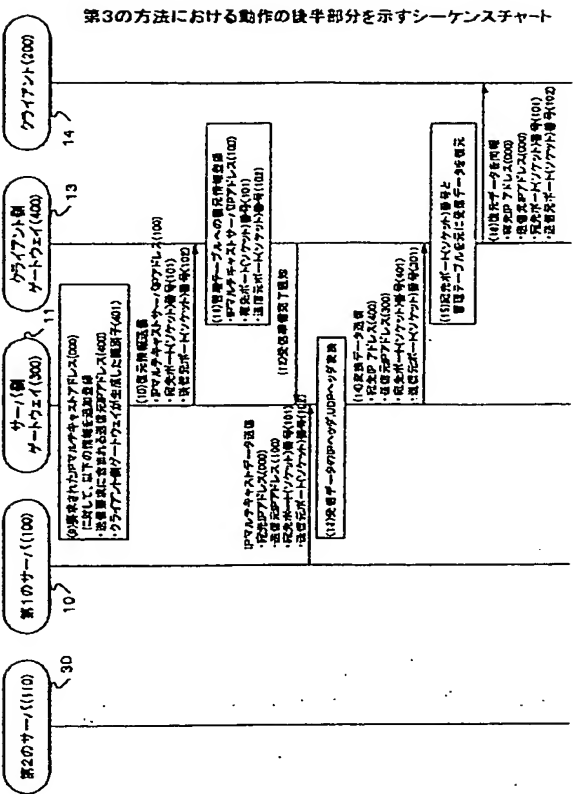 第3の方法における動作の後半部分を示すシーケンスチャート
第2のサーバ(110)
30
第1のサーバ(100)
10
サーバ側
ゲートウェイ(300)
11
クライアント側
ゲートウェイ(400)
13
クライアント(200)
14
(9)要求されたIPマルチキャストアドレス(000)
に対して、以下の情報を追加登録
・送信要求に含まれる送信元IPアドレス(400)
・クライアント側ゲートウェイが生成した識別子(401)
(10)復元情報送信
・IPマルチキャストサーバIPアドレス(100)
・宛先ポート(ソケット)番号(101)
・送信元ポート(ソケット)番号(102)
(11)管理テーブルへの復元情報登録
・IPマルチキャストサーバIPアドレス(100)
・宛先ポート(ソケット)番号(101)
・送信元ポート(ソケット)番号(102)
(12)受信準備完了通知
IPマルチキャストデータ送信
・宛先IPアドレス(000)
・送信元IPアドレス(100)
・宛先ポート(ソケット)番号(101)
・送信元ポート(ソケット)番号(102)
受信データのIPヘッダ,UDPヘッダ変換
(14)変換データ送信
・宛先IPアドレス(400)
・送信元IPアドレス(300)
・宛先ポート(ソケット)番号(401)
・送信元ポート(ソケット)番号(301)
(15)宛先ポート(ソケット)番号と
管理テーブルを元に受信データを復元
(16)復元データを同報
・宛先IPアドレス(000)
・宛先ポート(ソケット)番号(101)
・送信元ポート(ソケット)番号(102)